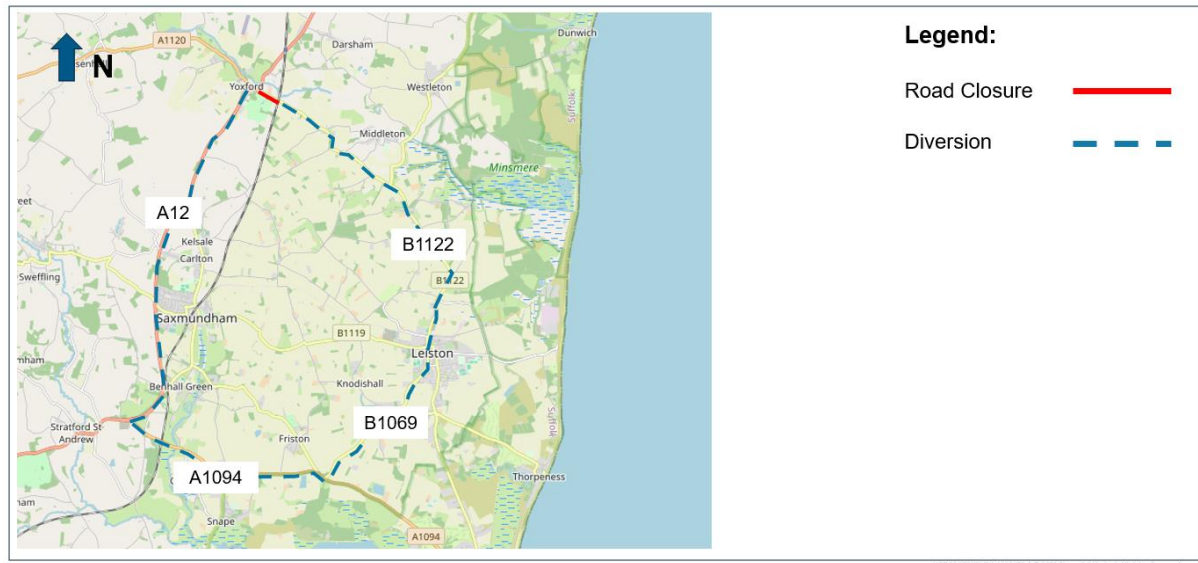 Legend:
Road Closure
Diversion
N
A1120
Darsham
Dunwich
Yoxford
Westleton
Suffolk
Middleton
Minsmere
A12
Kelsale
Carlton
B1122
B1122
Sweffling
Saxmundham
B1119
Leiston
Benhall Green
Knodishall
Stratford St
Andrew
B1069
Friston
Suffolk
A1094
Thorpeness
Snape
A1094